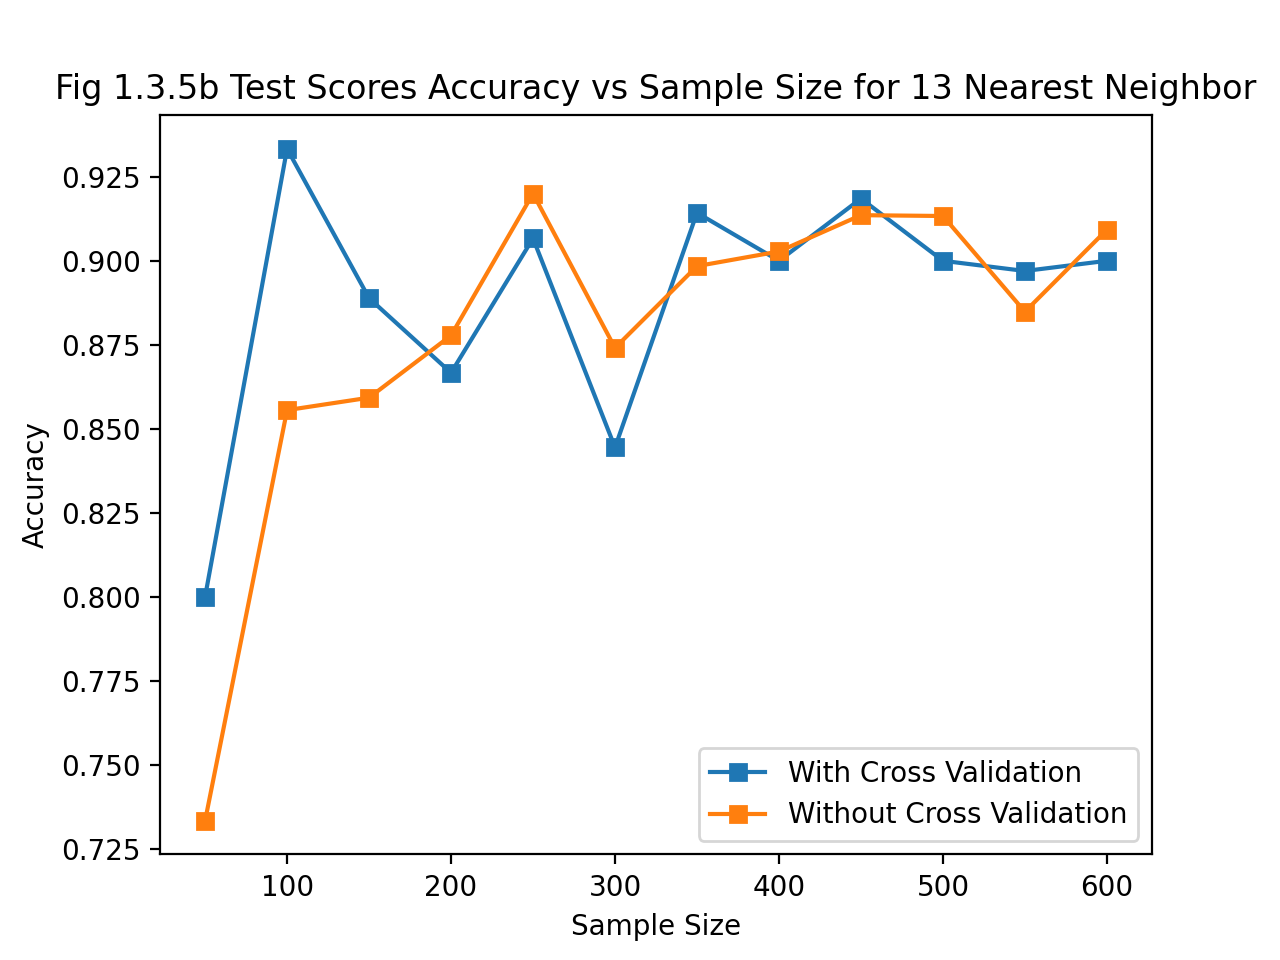 Fig 1.3.5b Test Scores Accuracy vs Sample Size for 13 Nearest Neighbor
0.925
0.900
0.875
0.850
0.825
0.800
0.775
0.750
0.725
Accuracy
With Cross Validation
Without Cross Validation
100 200 300 400 500 600
Sample Size